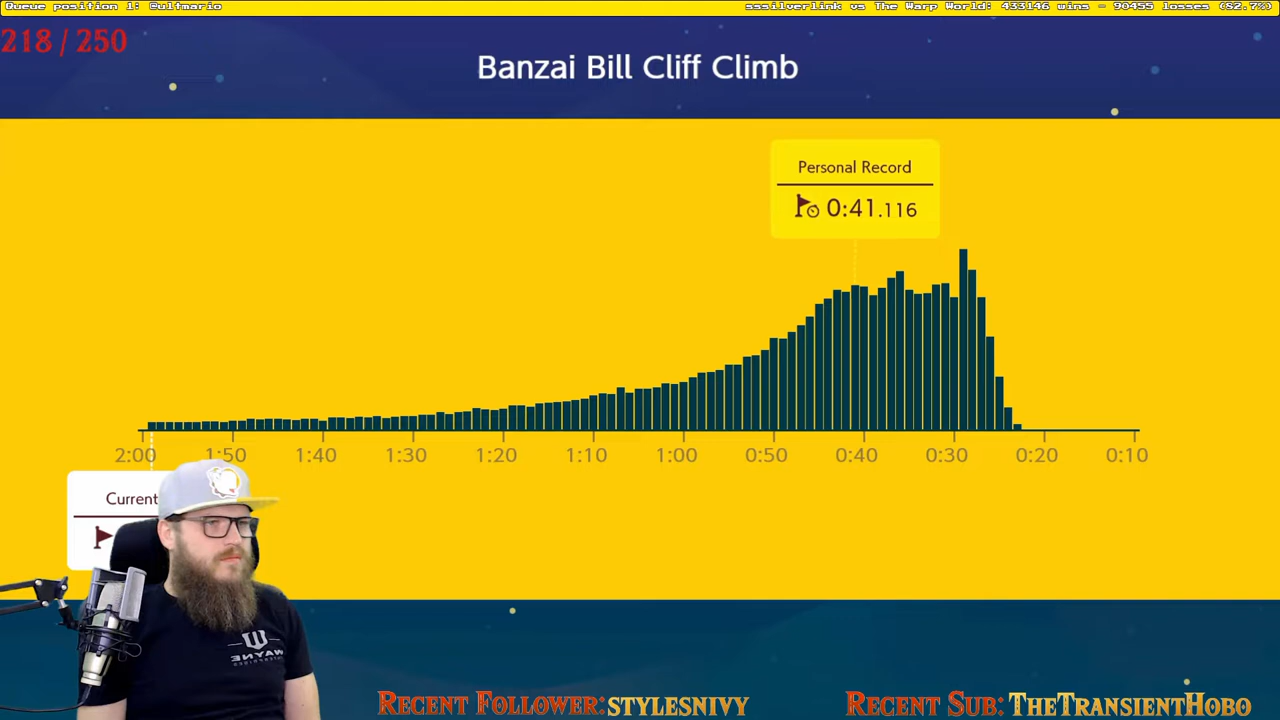 Queue position 1: Cultmario
sssilverlink vs The Warp World: 433146 wins - 90455 losses (82.7%)
218 / 250
Banzai Bill Cliff Climb
Personal Record
0:41.116
2:00 1:50 1:40 1:30 1:20 1:10 1:00 0:50 0:40 0:30 0:20 0:10
Current
WAYNE
RECENT FOLLOWER: STYLESNIVY
RECENT SUB: THETRANSIENTHOBO